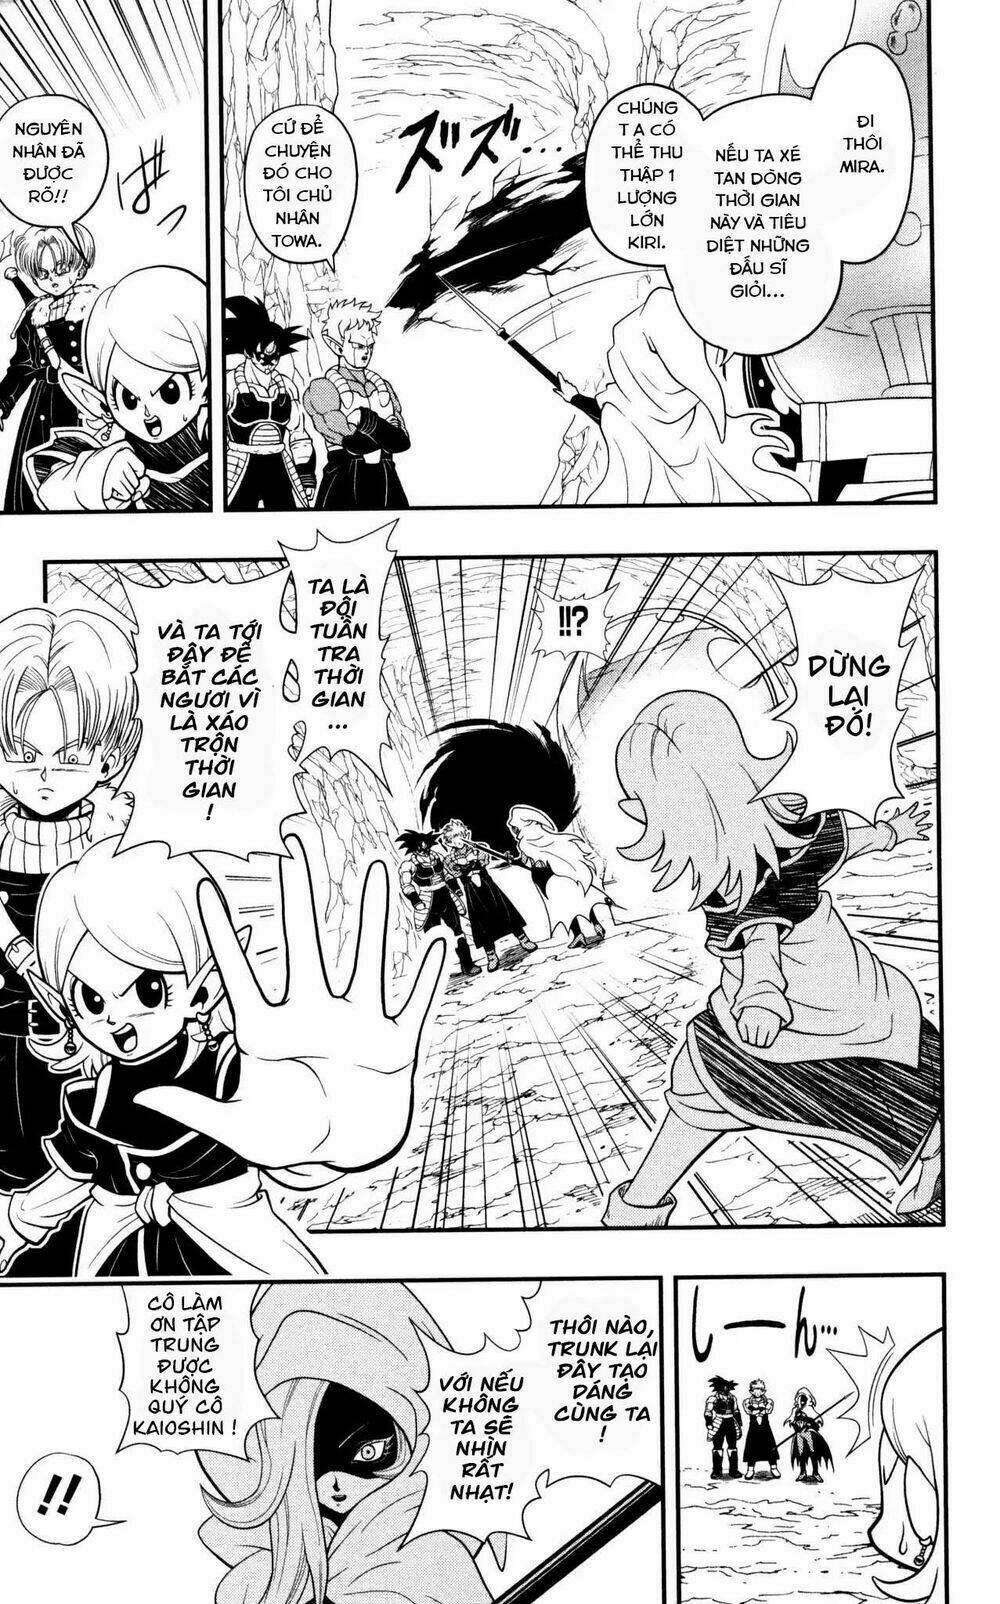 ĐI
THÔI
MIRA.
NẾU TA XÉ
TAN DÒNG
THỜI GIAN
NÀY VÀ TIÊU
DIỆT NHỮNG
ĐẤU SĨ
GIỎI...
CHÚNG
TA CÓ
THỂ THU
THẬP 1
LƯỢNG
LỚN
KIRI.
ズズ...
CỨ ĐỂ
CHUYỆN
ĐÓ CHO
TÔI CHỦ
NHÂN
TOWA.
NGUYÊN
NHÂN ĐÃ
ĐƯỢC
RÕ!!
ばっ
DỪNG
LẠI
ĐÓ!
!!?
TA LÀ
ĐỘI
TUẦN
TRA
THỜI
GIAN
...
VÀ TA TỚI
ĐÂY ĐỂ
BẮT CÁC
NGƯƠI VÌ
LÀ XÁO
TRỘN
THỜI
GIAN
!
しーん...
THÔI NÀO,
TRUNK LẠI
ĐÂY TẠO
DÁNG
CÙNG TA
!
VỚI NẾU
KHÔNG
TA SẼ
NHÌN
RẤT
NHẠT!
CÔ LÀM
ƠN TẬP
TRUNG
ĐƯỢC
KHÔNG
QUÝ CÔ
KAIOSHIN !
!!